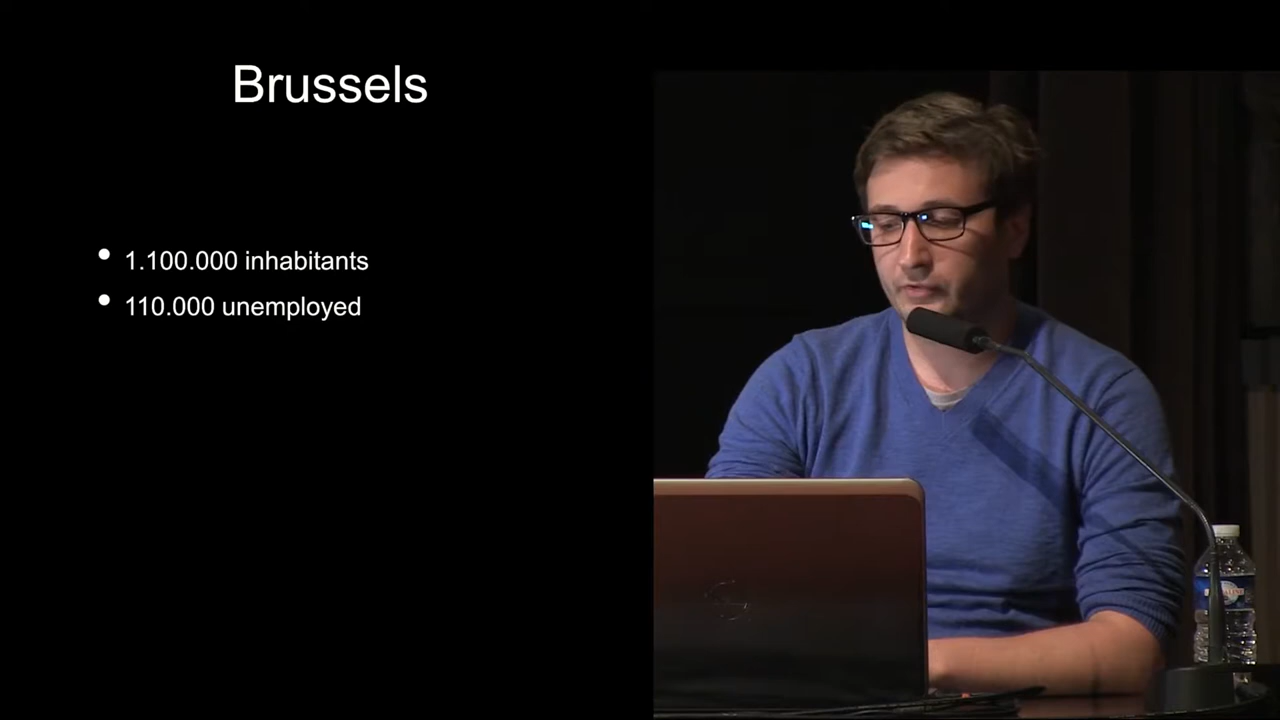 Brussels
• 1.100.000 inhabitants
• 110.000 unemployed